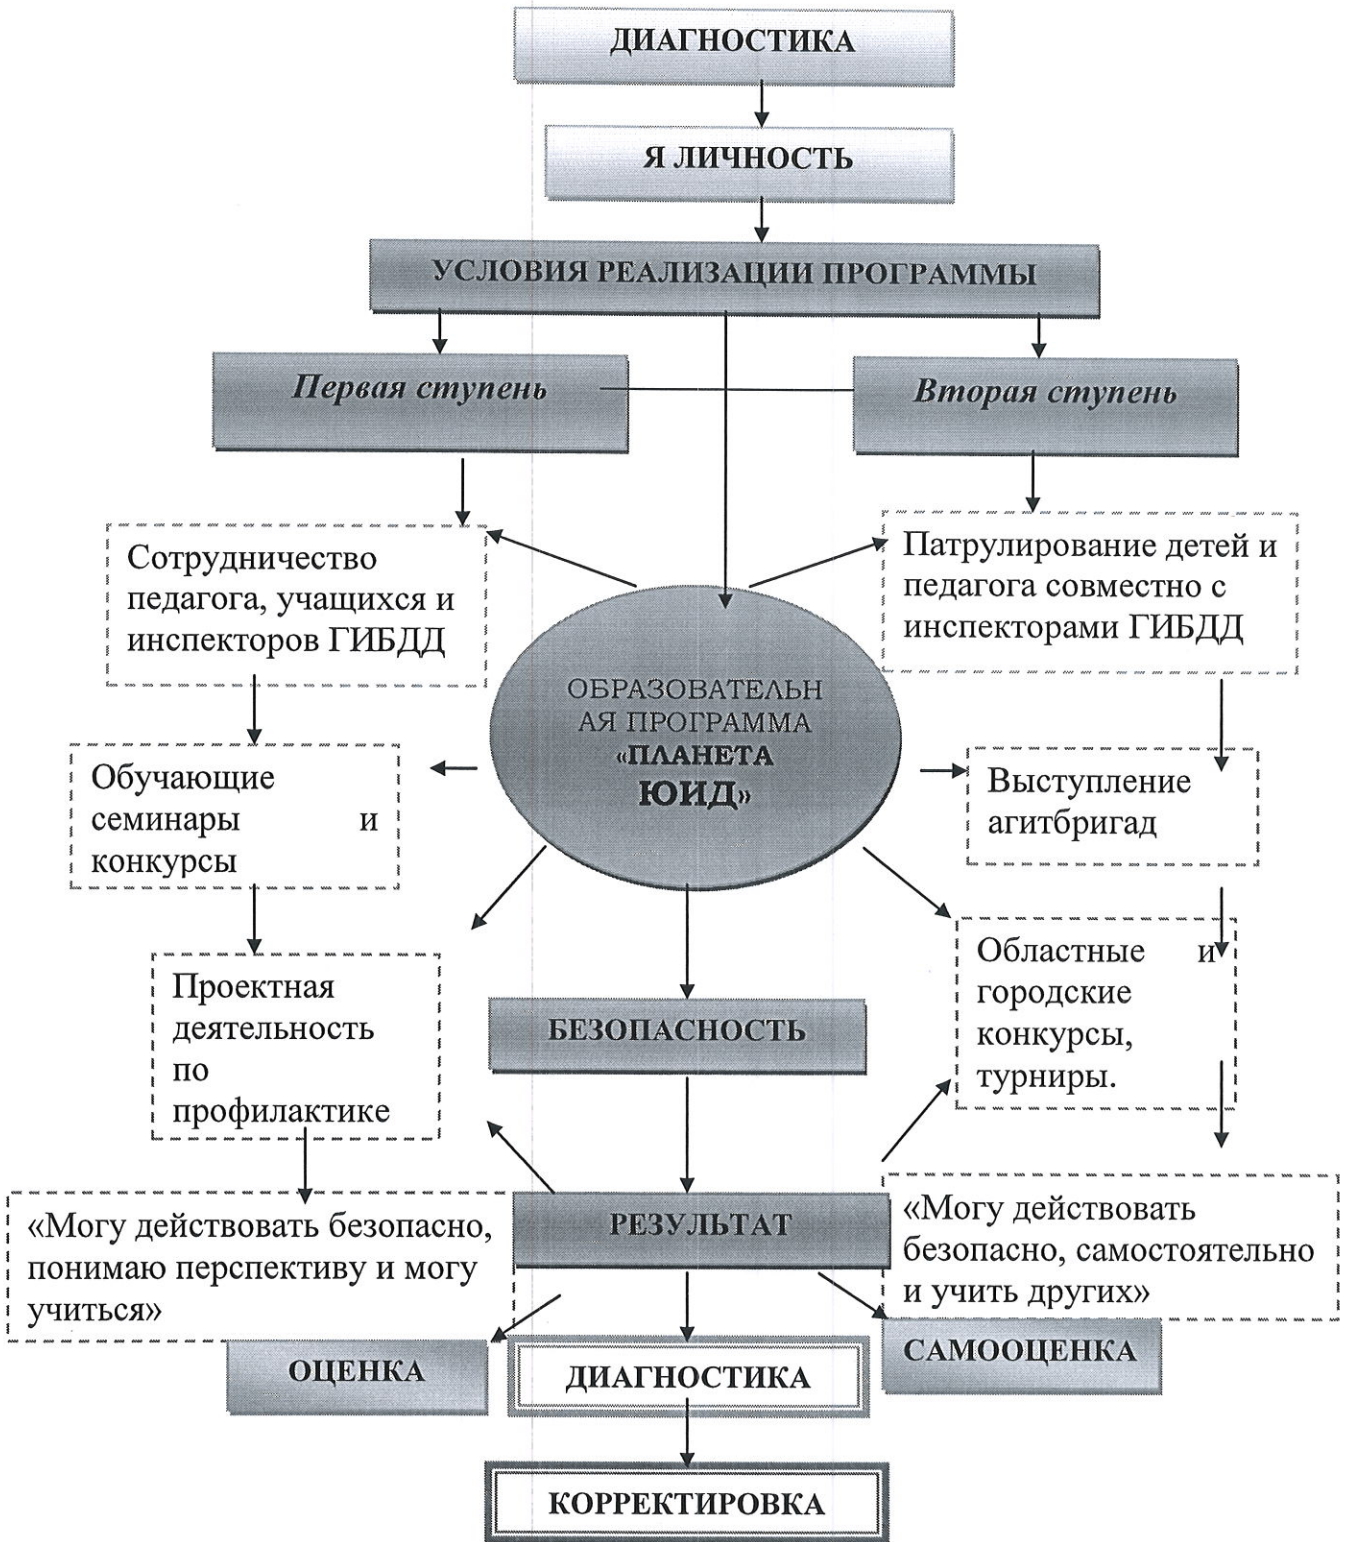 ДИАГНОСТИКА
Я ЛИЧНОСТЬ
УСЛОВИЯ РЕАЛИЗАЦИИ ПРОГРАММЫ
Первая ступень
Вторая ступень
Сотрудничество
педагога, учащихся и
инспекторов ГИБДД
Патрулирование детей и
педагога совместно с
инспекторами ГИБДД
ОБРАЗОВАТЕЛЬН
АЯ ПРОГРАММА
«ПЛАНЕТА
ЮИД»
Обучающие
семинары и
конкурсы
Выступление
агитбригад
Проектная
деятельность
по
профилактике
БЕЗОПАСНОСТЬ
Областные и
городские
конкурсы,
турниры.
«Могу действовать безопасно,
понимаю перспективу и могу
учиться»
РЕЗУЛЬТАТ
«Могу действовать
безопасно, самостоятельно
и учить других»
ОЦЕНКА
ДИАГНОСТИКА
САМООЦЕНКА
КОРРЕКТИРОВКА